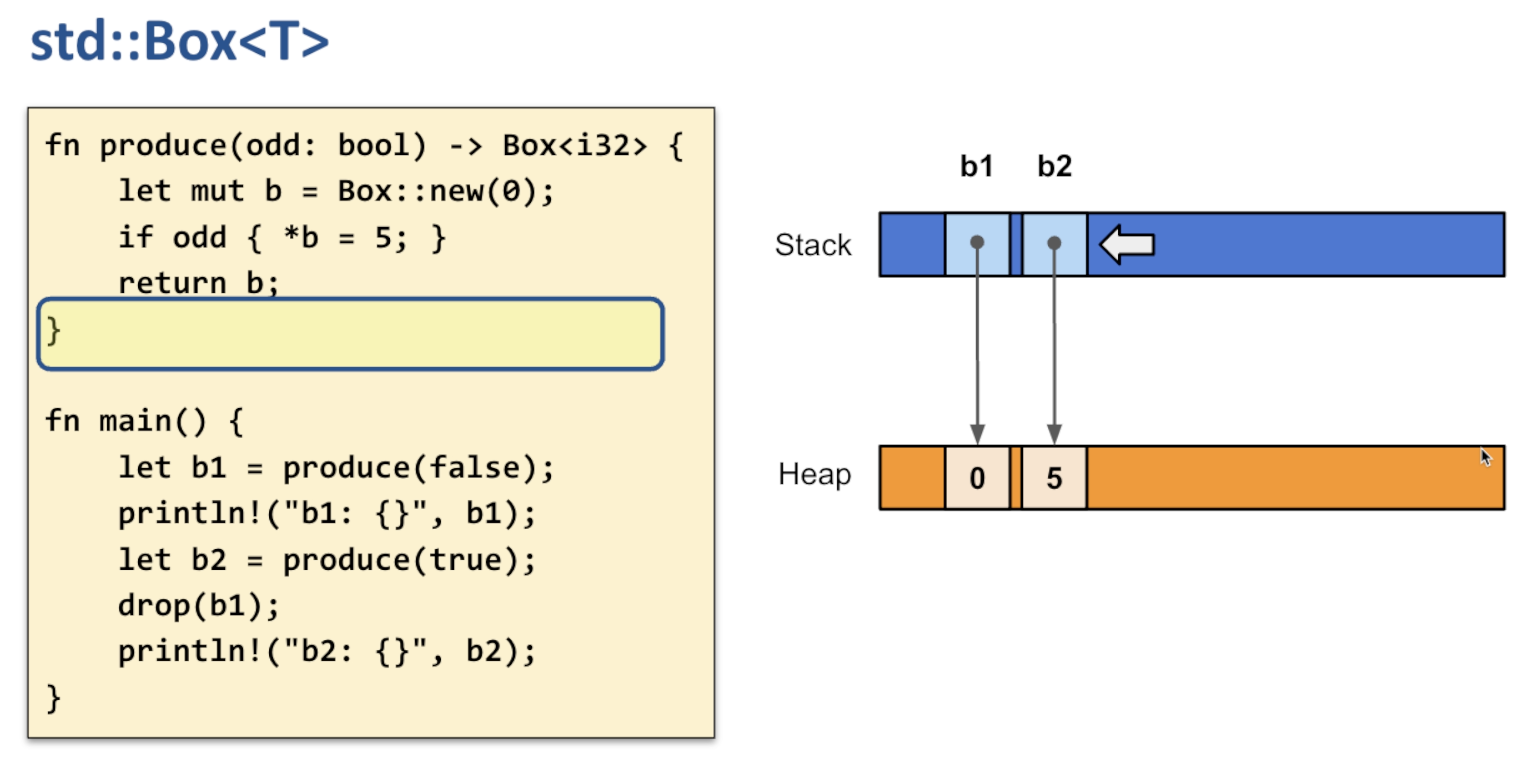 std::Box<T>
fn produce(odd: bool) -> Box<i32> {
    let mut b = Box::new(0);
    if odd { *b = 5; }
    return b;
}
fn main() {
    let b1 = produce(false);
    println!("b1: {}", b1);
    let b2 = produce(true);
    drop(b1);
    println!("b2: {}", b2);
}
b1 b2
Stack
Heap 0 5